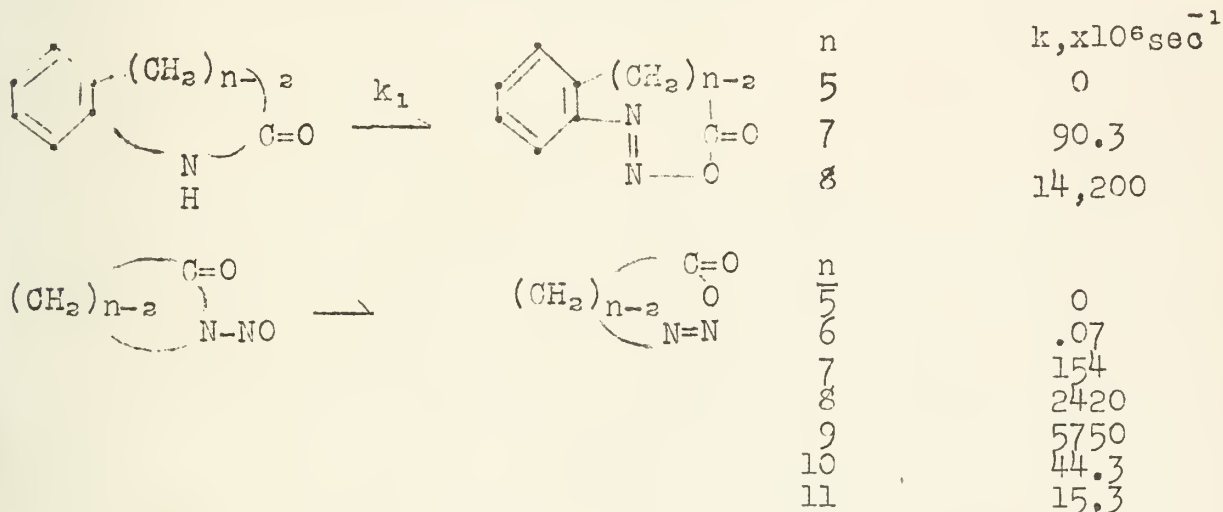 n k, x10⁶sec⁻¹
(CH₂)n-2 k₁ (CH₂)n-2 5 0
C=O N C=O 7 90.3
N N O 8 14,200
H
C=O C=O n
(CH₂)n-2 (CH₂)n-2 O 5 0
N-NO N=N 6 .07
7 154
8 2420
9 5750
10 44.3
11 15.3